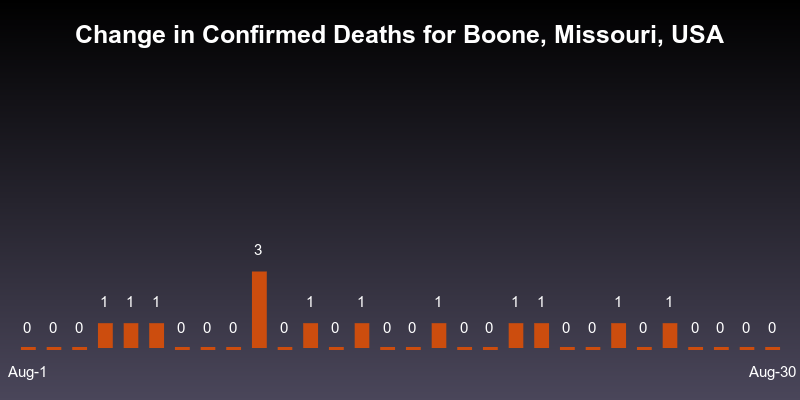 Change in Confirmed Deaths for Boone, Missouri, USA
3
1 1 1 1 1 1 1 1 1 1
0 0 0 0 0 0 0 0 0 0 0 0 0 0 0 0 0 0 0
Aug-1 Aug-30